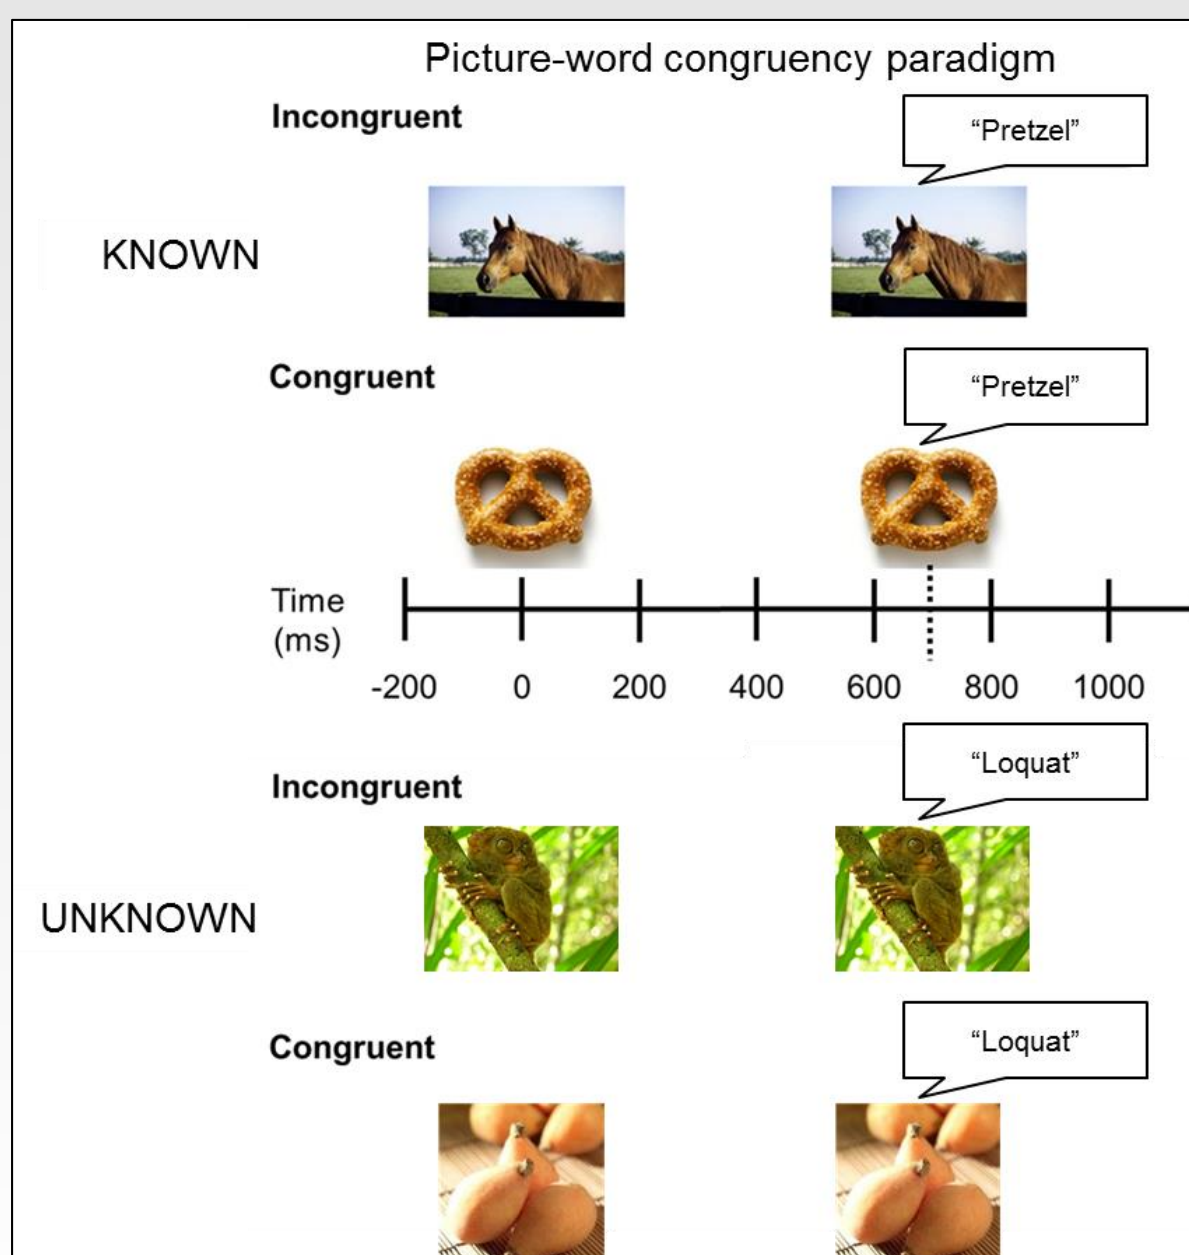 Picture-word congruency paradigm
Incongruent
“Pretzel”
KNOWN
Congruent
“Pretzel”
Time
(ms)
-200 0 200 400 600 800 1000
“Loquat”
Incongruent
UNKNOWN
“Loquat”
Congruent